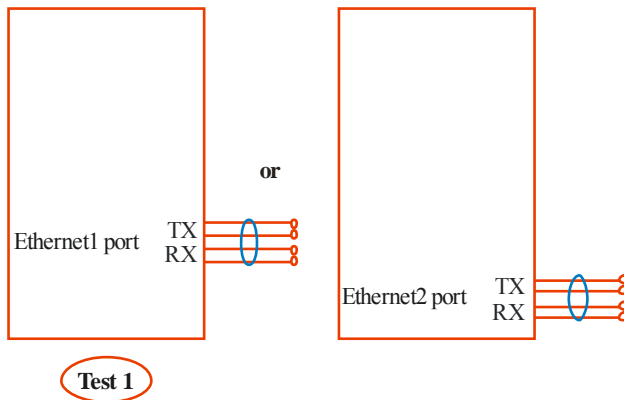 or
Ethernet1 port
TX
RX
Ethernet2 port
TX
RX
Test 1